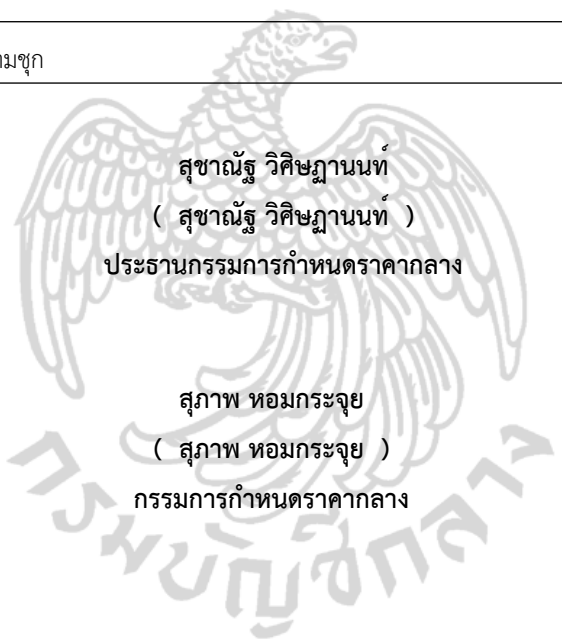 สุชาณัฐ วิศิษฏานนท์
( สุชาณัฐ วิศิษฏานนท์ )
ประธานกรรมการกำหนดราคากลาง
สุภาพ หอมกระจุย
( สุภาพ หอมกระจุย )
กรรมการกำหนดราคากลาง
กรมบัญชีกลาง